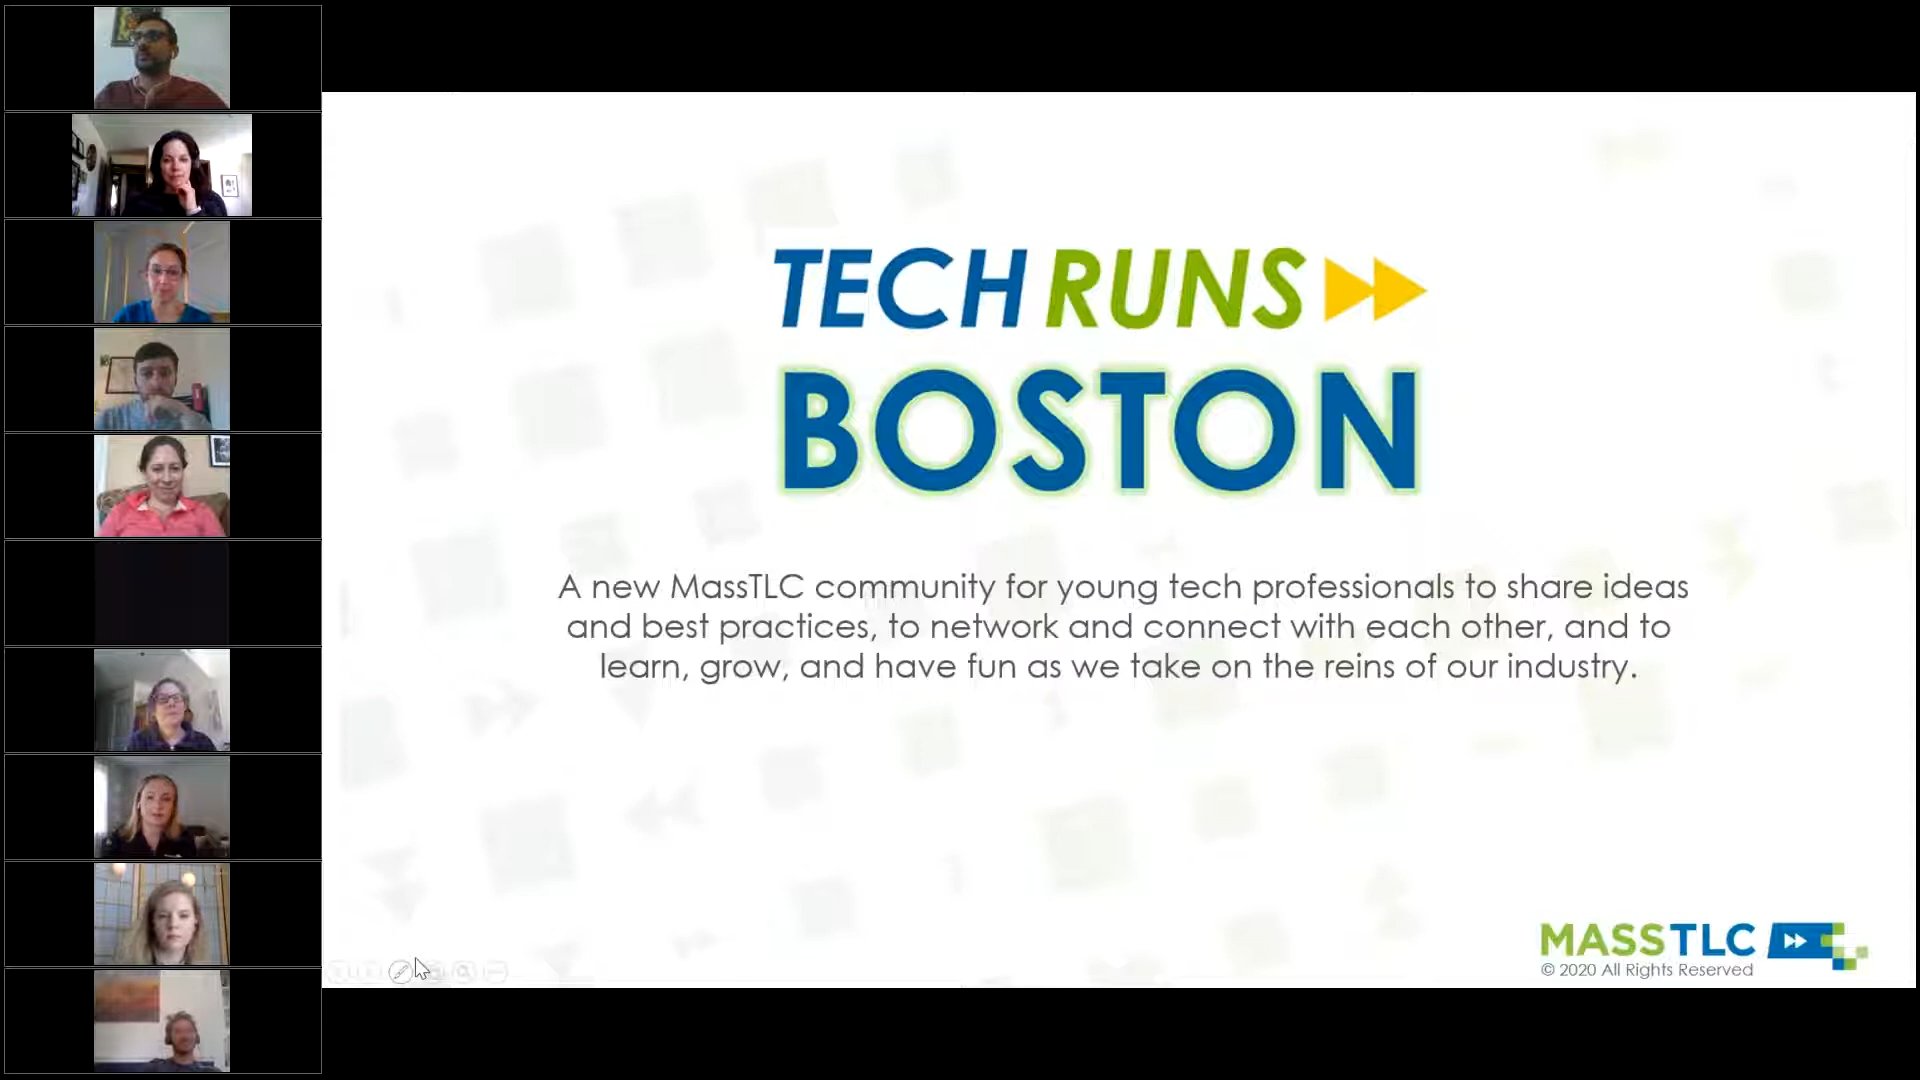 TECH RUNS
BOSTON
A new MassTLC community for young tech professionals to share ideas
and best practices, to network and connect with each other, and to
learn, grow, and have fun as we take on the reins of our industry.
MASSTLC
© 2020 All Rights Reserved